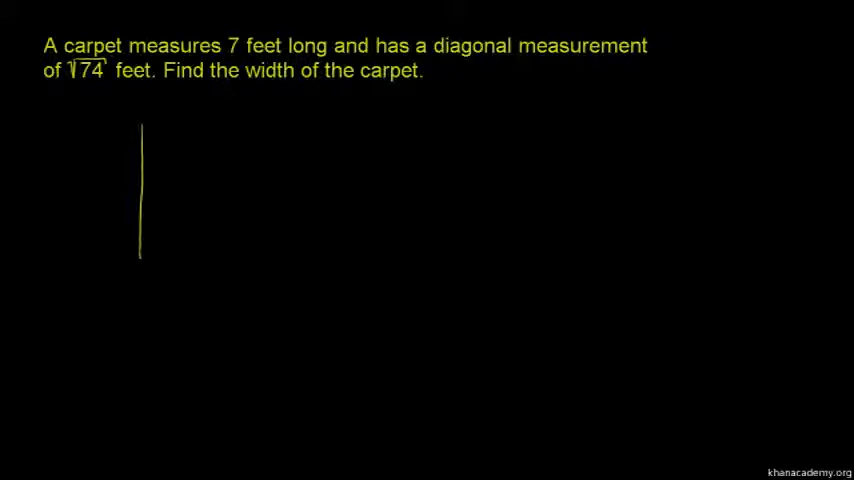 A carpet measures 7 feet long and has a diagonal measurement
of √74 feet. Find the width of the carpet.
khanacademy.org